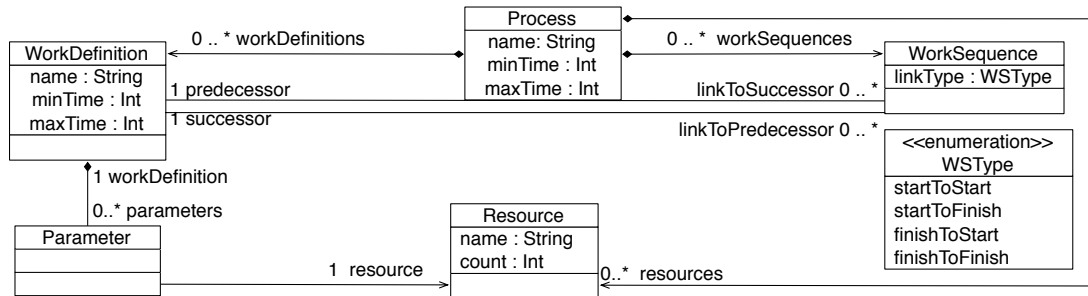 Process
name: String
minTime : Int
maxTime : Int
0 .. * workDefinitions
0 .. * workSequences
WorkDefinition
name : String
minTime : Int
maxTime : Int
WorkSequence
linkType : WSType
1 predecessor
linkToSuccessor 0 .. *
1 successor
linkToPredecessor 0 .. *
<<enumeration>>
WSType
startToStart
startToFinish
finishToStart
finishToFinish
1 workDefinition
0..* parameters
Parameter
Resource
name : String
count : Int
1 resource
0..* resources